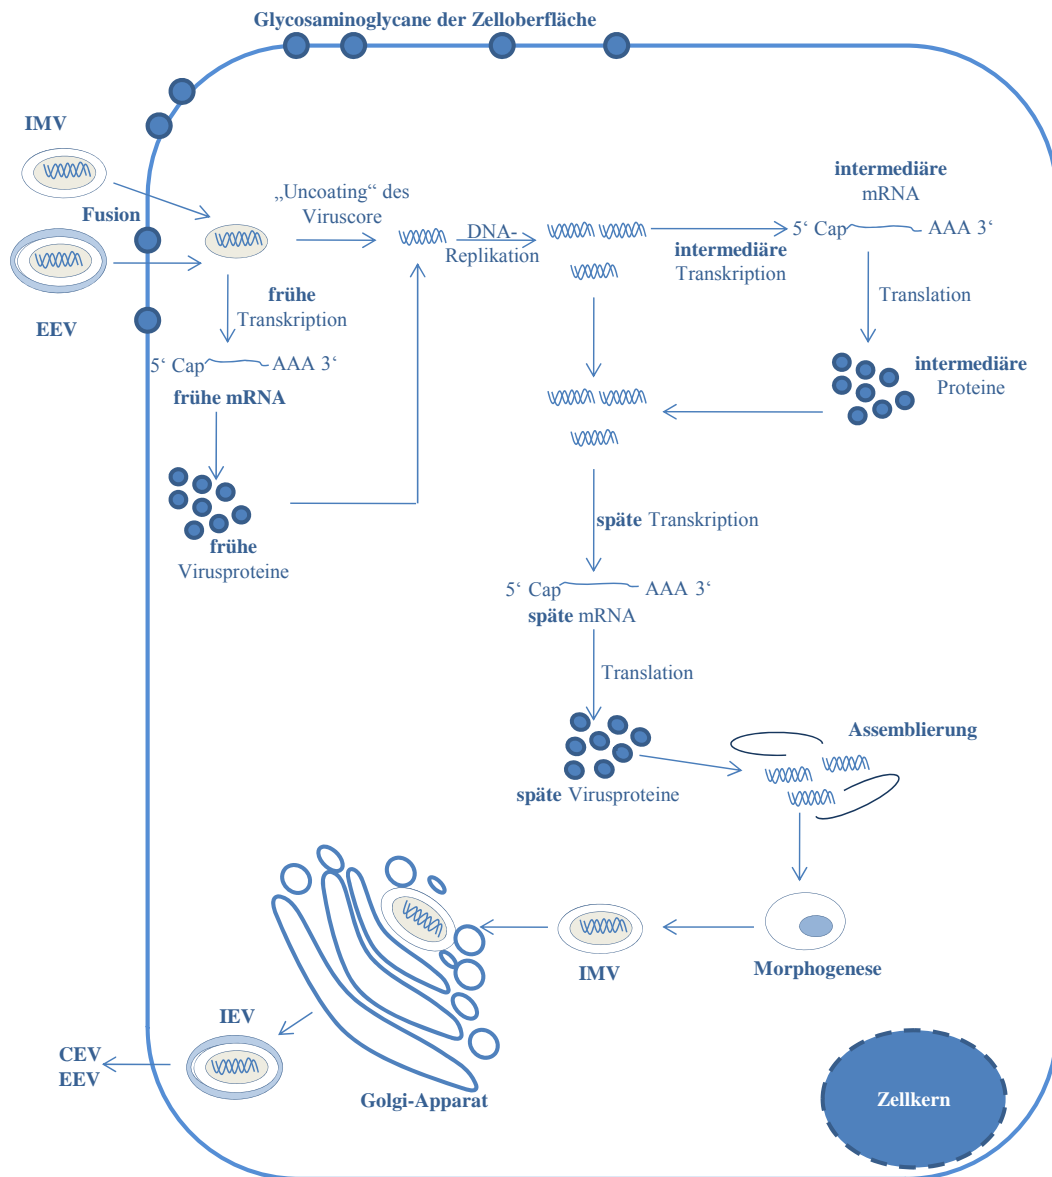 Glycosaminoglycane der Zelloberfläche
IMV
Fusion
EEV
„Uncoating“ des
Viruscore
DNA-
Replikation
intermediäre
Transkription
intermediäre
mRNA
5‘ Cap AAA 3‘
Translation
intermediäre
Proteine
frühe
Transkription
5‘ Cap AAA 3‘
frühe mRNA
frühe
Virusproteine
späte Transkription
5‘ Cap AAA 3‘
späte mRNA
Translation
späte Virusproteine
Assemblierung
Morphogenese
IMV
Golgi-Apparat
IEV
CEV
EEV
Zellkern